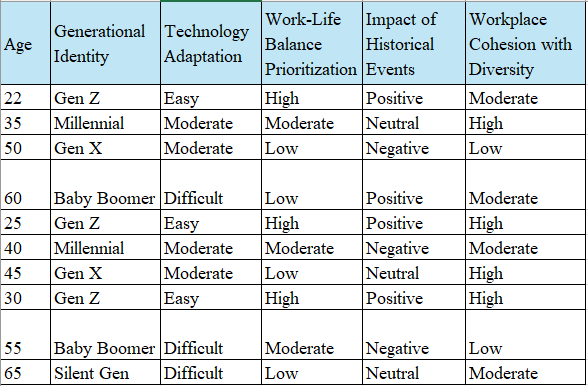 Age Generational Identity Technology Adaptation Work-Life Balance Prioritization Impact of Historical Events Workplace Cohesion with Diversity
22 Gen Z Easy High Positive Moderate
35 Millennial Moderate Moderate Neutral High
50 Gen X Moderate Low Negative Low
60 Baby Boomer Difficult Low Positive Moderate
25 Gen Z Easy High Positive High
40 Millennial Moderate Moderate Negative Moderate
45 Gen X Moderate Low Neutral High
30 Gen Z Easy High Positive High
55 Baby Boomer Difficult Moderate Negative Low
65 Silent Gen Difficult Low Neutral Moderate